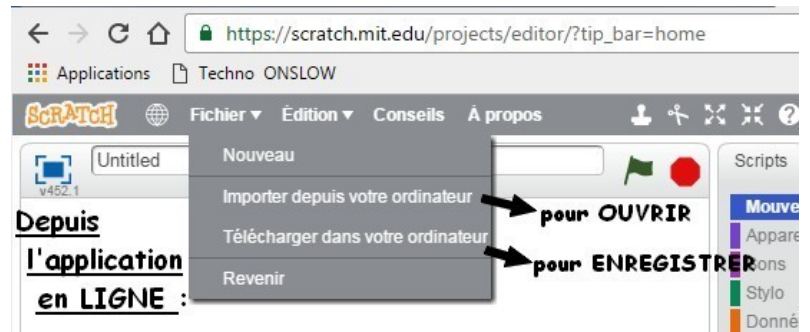 https://scratch.mit.edu/projects/editor/?tip_bar=home
Applications Techno ONSLOW
SCRATCH Fichier ▾ Édition ▾ Conseils À propos
Untitled
v452.1
Nouveau
Importer depuis votre ordinateur
Télécharger dans votre ordinateur
Revenir
pour OUVRIR
pour ENREGISTRER
Depuis
l'application
en LIGNE :
Scripts
Mouve
Appare
Sons
Stylo
Donné